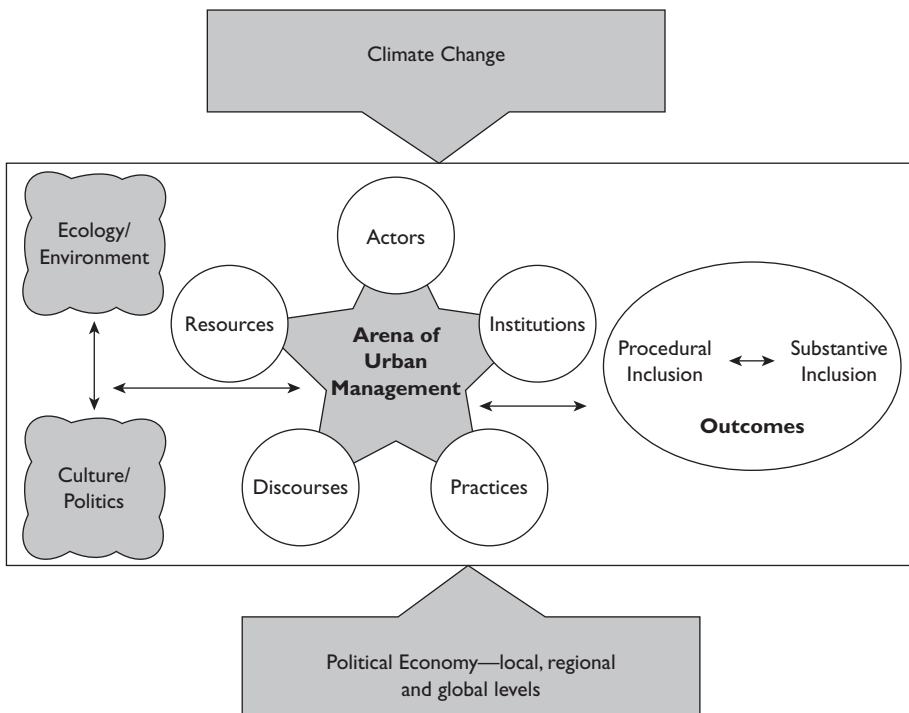 Climate Change
Ecology/
Environment
Actors
Resources
Arena of
Urban
Management
Institutions
Procedural
Inclusion
Substantive
Inclusion
Outcomes
Culture/
Politics
Discourses
Practices
Political Economy—local, regional
and global levels